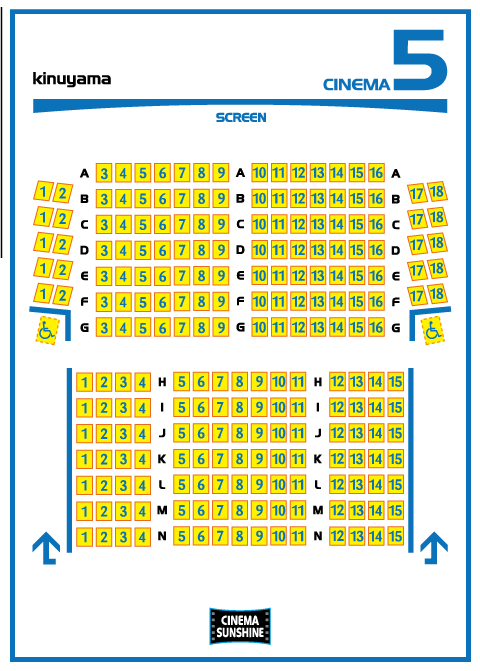 kinuyama
CINEMA 5
SCREEN
A 3 4 5 6 7 8 9 A 10 11 12 13 14 15 16 A
1 2 B 3 4 5 6 7 8 9 B 10 11 12 13 14 15 16 B 17 18
1 2 C 3 4 5 6 7 8 9 C 10 11 12 13 14 15 16 C 17 18
1 2 D 3 4 5 6 7 8 9 D 10 11 12 13 14 15 16 D 17 18
1 2 E 3 4 5 6 7 8 9 E 10 11 12 13 14 15 16 E 17 18
1 2 F 3 4 5 6 7 8 9 F 10 11 12 13 14 15 16 F 17 18
G 3 4 5 6 7 8 9 G 10 11 12 13 14 15 16 G
1 2 3 4 H 5 6 7 8 9 10 11 H 12 13 14 15
1 2 3 4 I 5 6 7 8 9 10 11 I 12 13 14 15
1 2 3 4 J 5 6 7 8 9 10 11 J 12 13 14 15
1 2 3 4 K 5 6 7 8 9 10 11 K 12 13 14 15
1 2 3 4 L 5 6 7 8 9 10 11 L 12 13 14 15
1 2 3 4 M 5 6 7 8 9 10 11 M 12 13 14 15
1 2 3 4 N 5 6 7 8 9 10 11 N 12 13 14 15
CINEMA
SUNSHINE